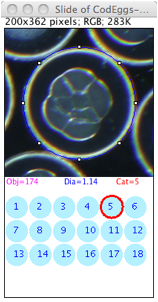 Slide of CodEggs–...
200x362 pixels; RGB; 283K
Obj=174 Dia=1.14 Cat=5
1 2 3 4 5 6
7 8 9 10 11 12
13 14 15 16 17 18